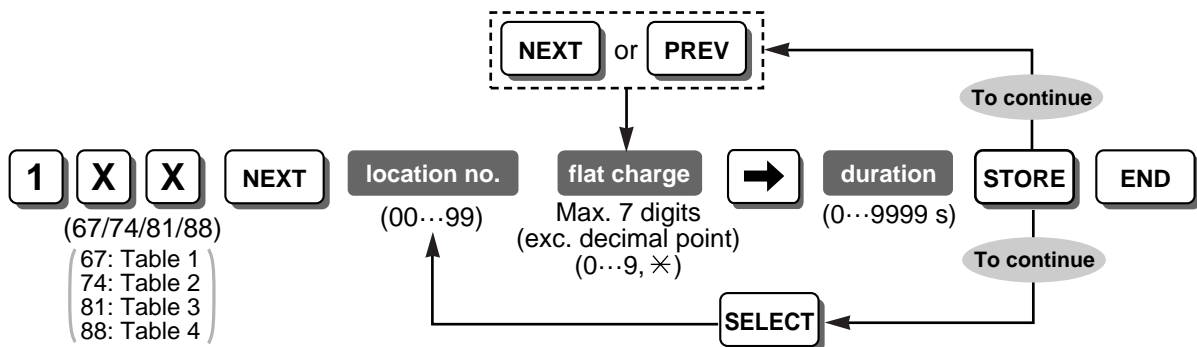 NEXT or PREV
To continue
1 X X NEXT location no. flat charge ➡ duration STORE END
(67/74/81/88)
(00···99)
Max. 7 digits
(exc. decimal point)
(0···9, ✳)
(0···9999 s)
67: Table 1
74: Table 2
81: Table 3
88: Table 4
To continue
SELECT